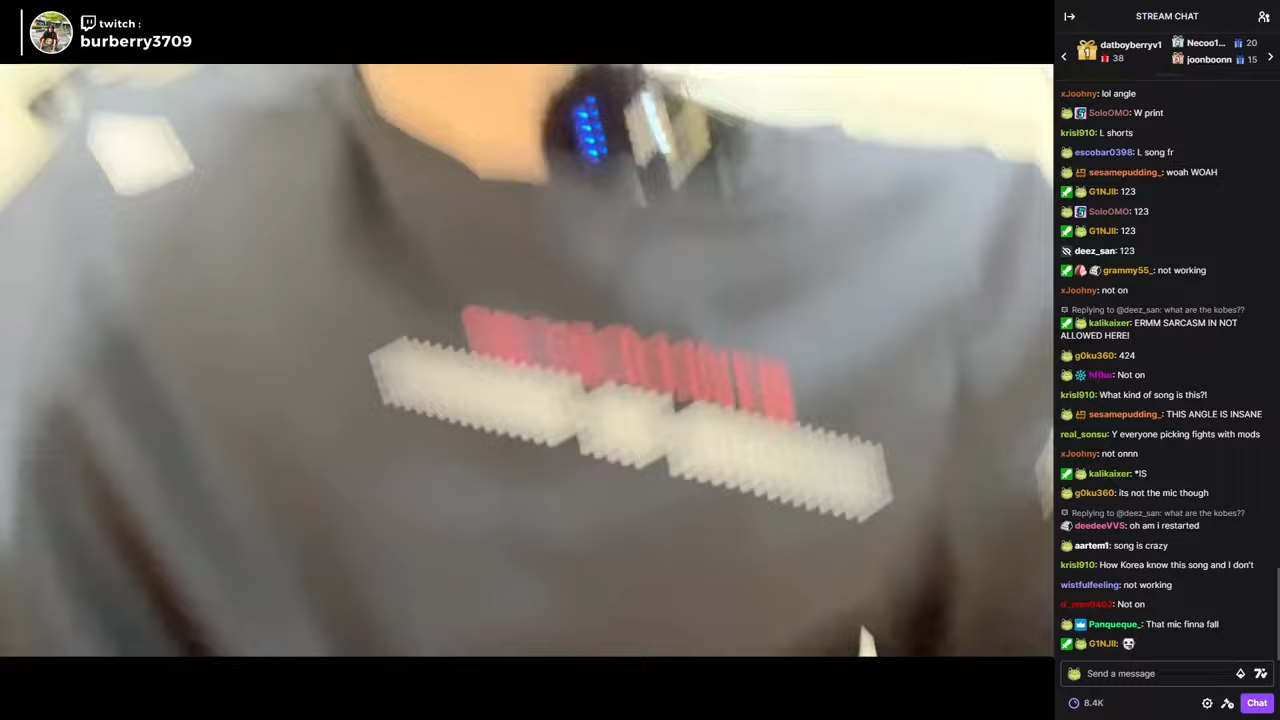 twitch :
burberry3709
STREAM CHAT
datboyberryv1
38
Necoo1... 20
joonboonn 15
xJoohny: lol angle
SoloOMO: W print
krisl910: L shorts
escobar0398: L song fr
sesamepudding_: woah WOAH
G1NJII: 123
SoloOMO: 123
G1NJII: 123
deez_san: 123
grammy55_: not working
xJoohny: not on
Replying to @deez_san: what are the kobes??
kalikaixer: ERMM SARCASM IN NOT
ALLOWED HERE!
g0ku360: 424
hf0ur: Not on
krisl910: What kind of song is this?!
sesamepudding_: THIS ANGLE IS INSANE
real_sonsu: Y everyone picking fights with mods
xJoohny: not onnn
kalikaixer: *IS
g0ku360: its not the mic though
Replying to @deez_san: what are the kobes??
deedeeVVS: oh am i restarted
aartem1: song is crazy
krisl910: How Korea know this song and I don't
wistfulfeeling: not working
d_mm0402: Not on
Panqueque_: That mic finna fall
G1NJII:
Send a message
8.4K
Chat